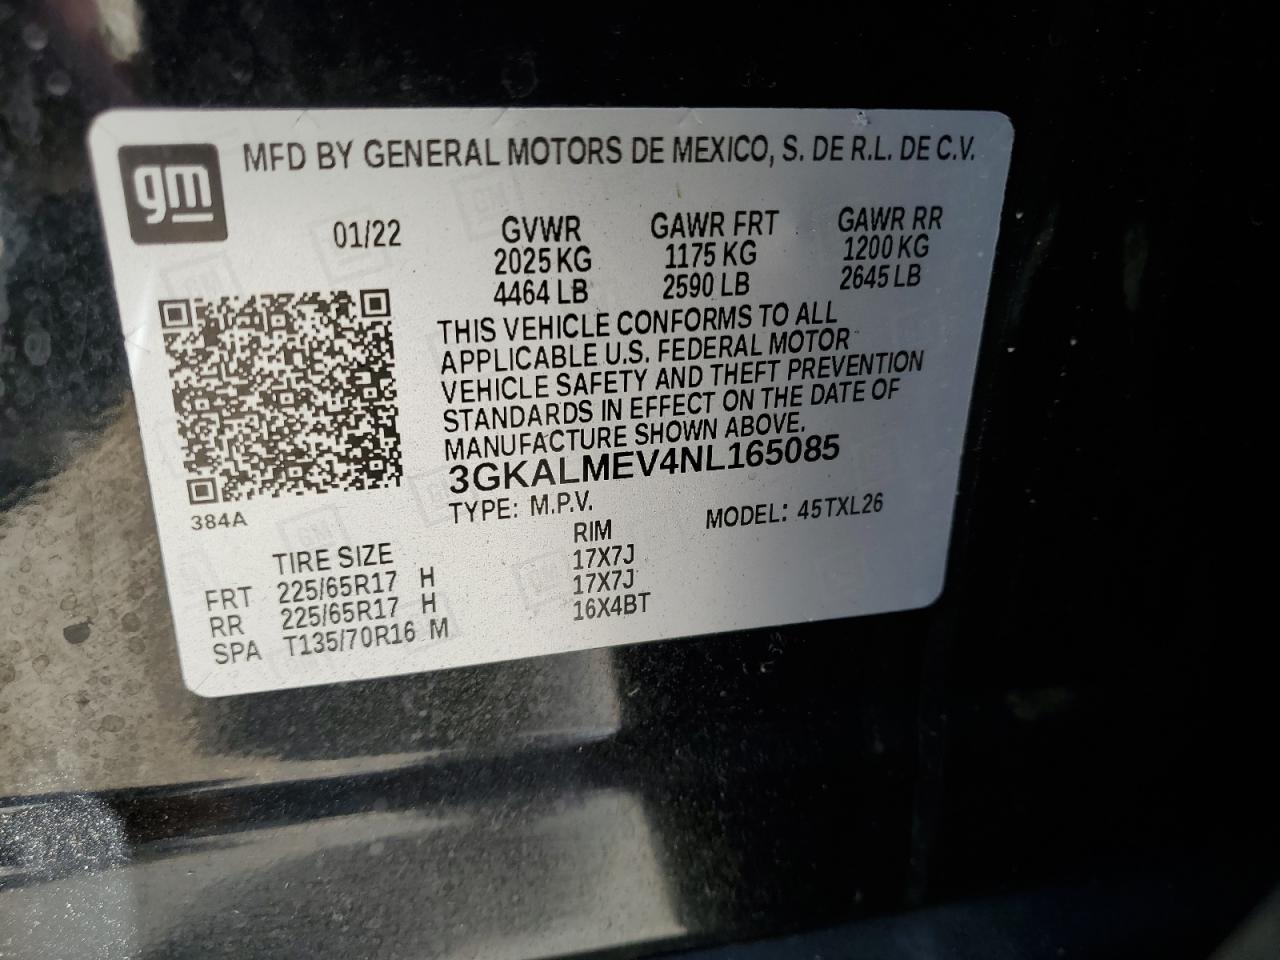 MFD BY GENERAL MOTORS DE MEXICO, S. DE R.L. DE C.V.
gm
01/22 GVWR GAWR FRT GAWR RR
2025 KG 1175 KG 1200 KG
4464 LB 2590 LB 2645 LB
THIS VEHICLE CONFORMS TO ALL
APPLICABLE U.S. FEDERAL MOTOR
VEHICLE SAFETY AND THEFT PREVENTION
STANDARDS IN EFFECT ON THE DATE OF
MANUFACTURE SHOWN ABOVE.
3GKALMEV4NL165085
384A
TYPE: M.P.V. MODEL: 45TXL26
TIRE SIZE RIM
FRT 225/65R17 H 17X7J
RR 225/65R17 H 17X7J
SPA T135/70R16 M 16X4BT